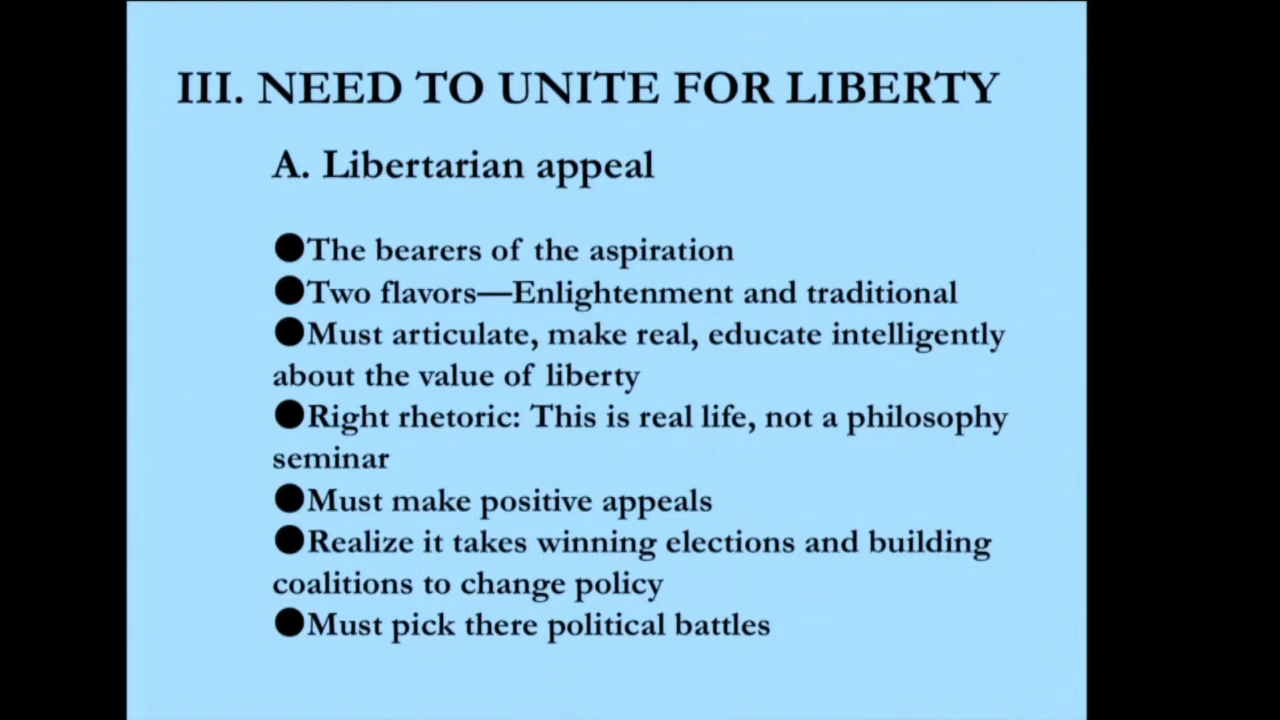 III. NEED TO UNITE FOR LIBERTY
A. Libertarian appeal
●The bearers of the aspiration
●Two flavors—Enlightenment and traditional
●Must articulate, make real, educate intelligently
about the value of liberty
●Right rhetoric: This is real life, not a philosophy
seminar
●Must make positive appeals
●Realize it takes winning elections and building
coalitions to change policy
●Must pick there political battles